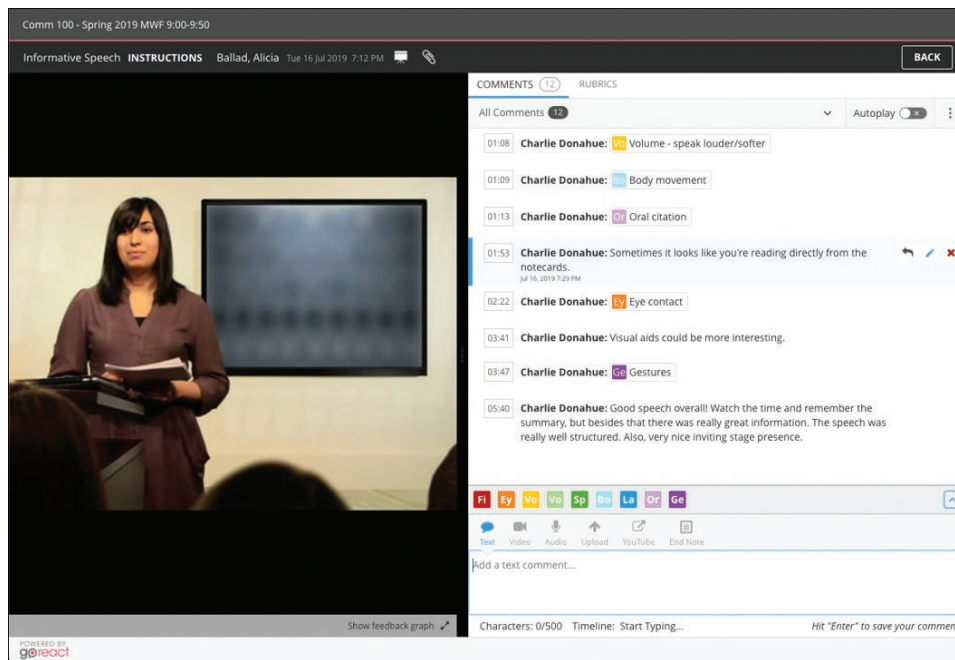 Comm 100 - Spring 2019 MWF 9:00-9:50
Informative Speech INSTRUCTIONS Ballad, Alicia Tue 16 Jul 2019 7:12 PM
BACK
COMMENTS 12 RUBRICS
All Comments 12 Autoplay
01:08 Charlie Donahue: Vo Volume - speak louder/softer
01:09 Charlie Donahue: Bo Body movement
01:13 Charlie Donahue: Or Oral citation
01:53 Charlie Donahue: Sometimes it looks like you're reading directly from the
notecards.
Jul 16, 2019 7:29 PM
02:22 Charlie Donahue: Ey Eye contact
03:41 Charlie Donahue: Visual aids could be more interesting.
03:47 Charlie Donahue: Ge Gestures
05:40 Charlie Donahue: Good speech overall! Watch the time and remember the
summary, but besides that there was really great information. The speech was
really well structured. Also, very nice inviting stage presence.
Fi Ey Vo Vo Sp Bo La Or Ge
Text Video Audio Upload YouTube End Note
Add a text comment...
Show feedback graph
Characters: 0/500 Timeline: Start Typing... Hit "Enter" to save your commen
POWERED BY
goreact